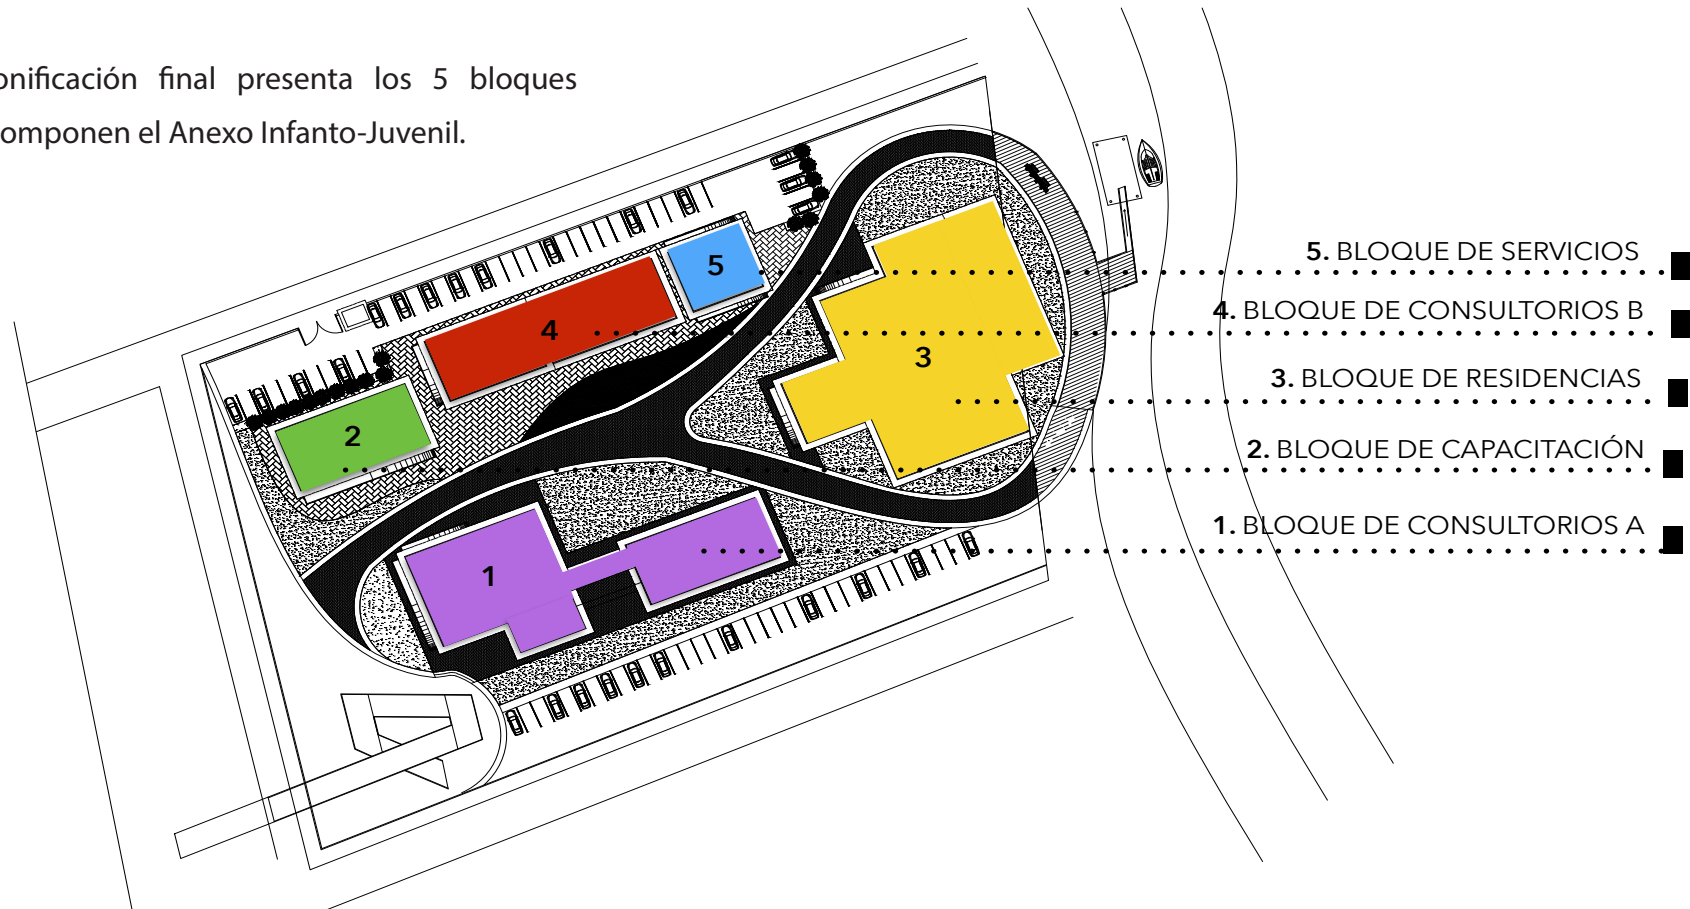 onificación final presenta los 5 bloques
omponen el Anexo Infanto-Juvenil.
5. BLOQUE DE SERVICIOS
4. BLOQUE DE CONSULTORIOS B
3. BLOQUE DE RESIDENCIAS
2. BLOQUE DE CAPACITACIÓN
1. BLOQUE DE CONSULTORIOS A
5
4
3
2
1